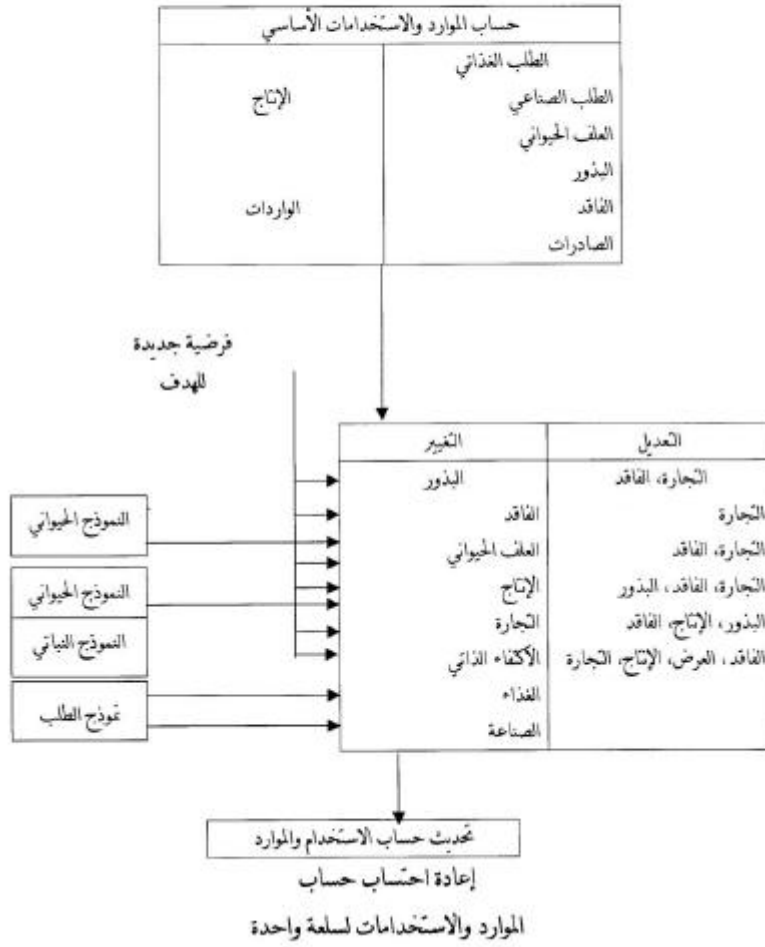 حساب الموارد والاستخدامات الأساسي
الطلب الغذائي
الطلب الصناعي
الإنتاج
العلف الحيواني
البذور
الفاقد
الواردات
الصادرات
فرضية جديدة
للهدف
التعديل
التغيير
التجارة، الفاقد
البذور
التجارة
الفاقد
النموذج الحيواني
التجارة، الفاقد
العلف الحيواني
التجارة، الفاقد، البذور
الإنتاج
النموذج الحيواني
البذور، الإنتاج، الفاقد
التجارة
النموذج النباتي
الفاقد، العرض، الإنتاج، التجارة
الأكتفاء الذاتي
الغذاء
نموذج الطلب
الصناعة
تحديث حساب الاستخدام والموارد
إعادة احتساب حساب
الموارد والاستخدامات لسلعة واحدة